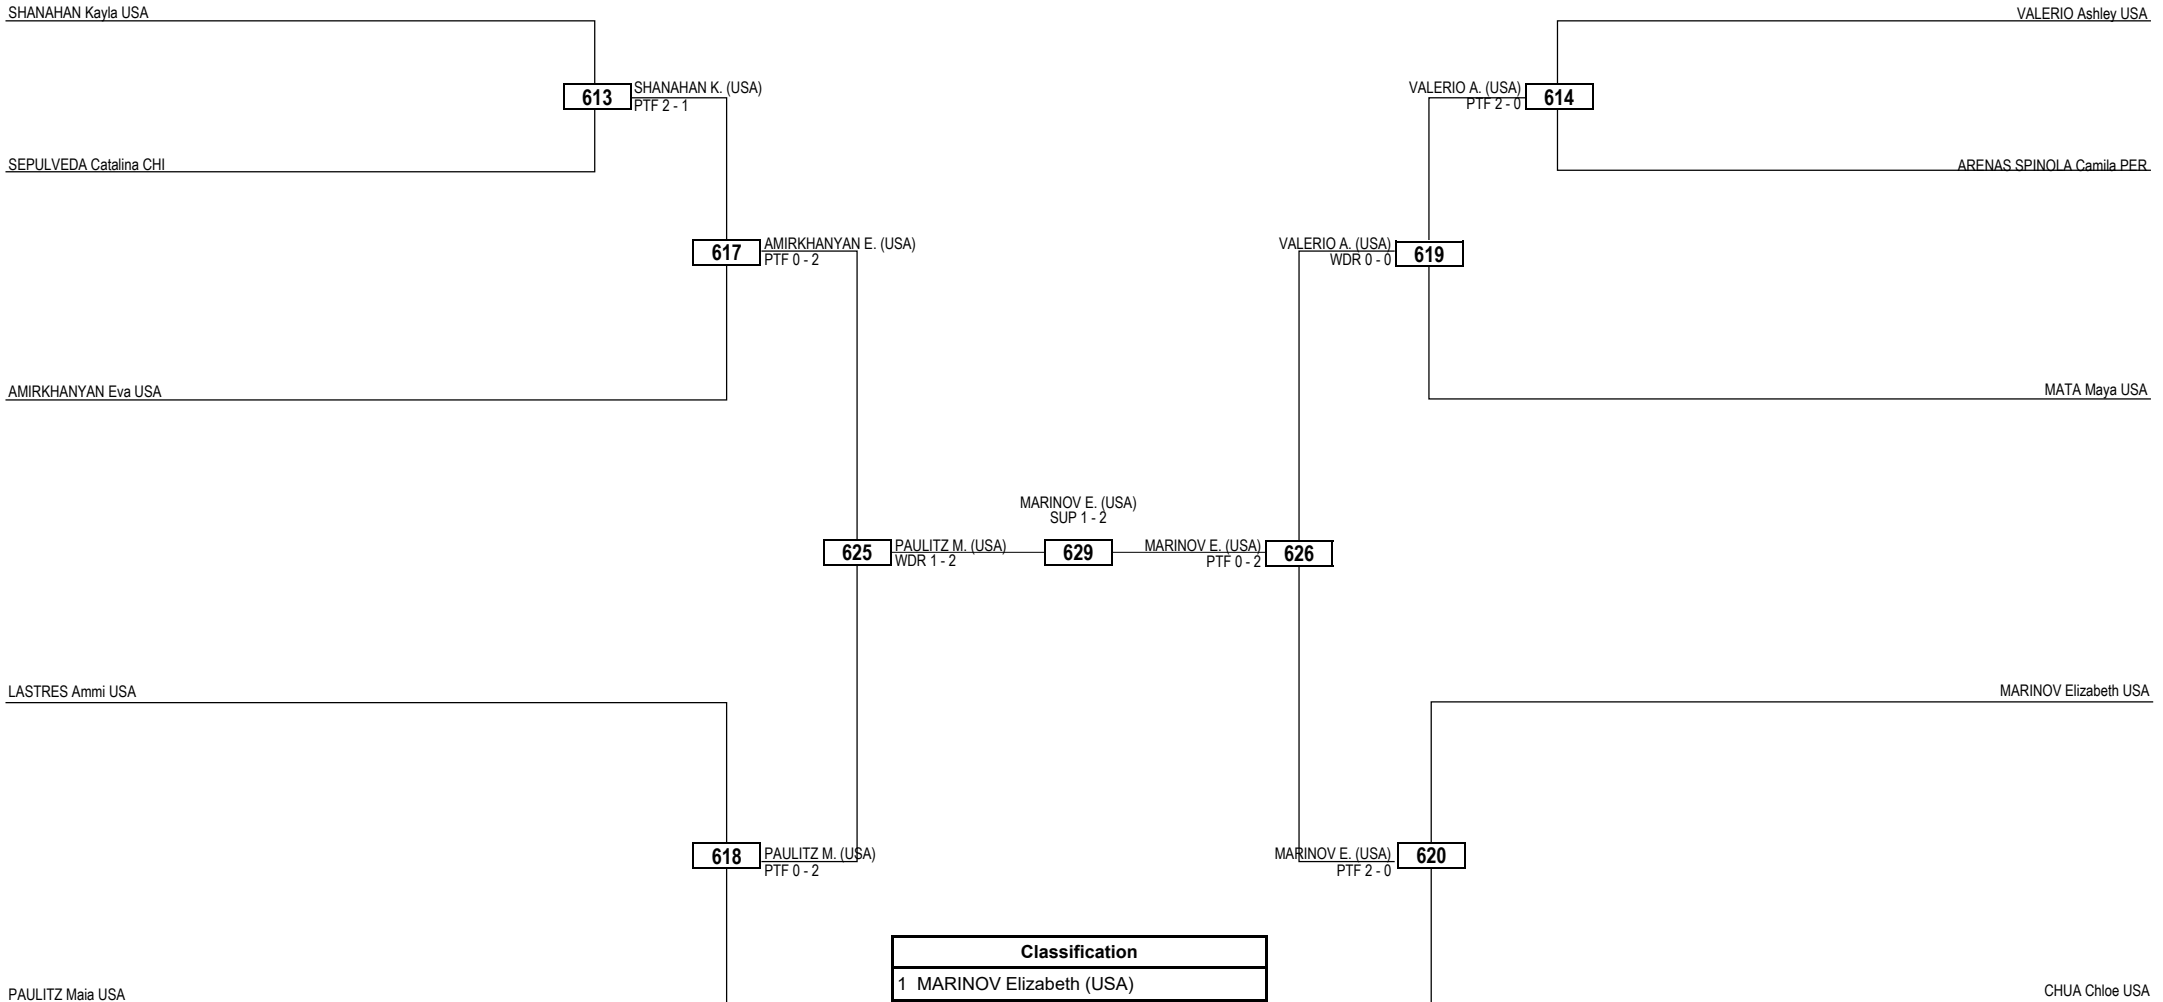 SHANAHAN Kayla USA
VALERIO Ashley USA
613
SHANAHAN K. (USA)
PTF 2 - 1
VALERIO A. (USA)
PTF 2 - 0
614
SEPULVEDA Catalina CHI
ARENAS SPINOLA Camila PER
617
AMIRKHANYAN E. (USA)
PTF 0 - 2
VALERIO A. (USA)
WDR 0 - 0
619
AMIRKHANYAN Eva USA
MATA Maya USA
MARINOV E. (USA)
SUP 1 - 2
625
PAULITZ M. (USA)
WDR 1 - 2
629
MARINOV E. (USA)
PTF 0 - 2
626
LASTRES Ammi USA
MARINOV Elizabeth USA
618
PAULITZ M. (USA)
PTF 0 - 2
MARINOV E. (USA)
PTF 2 - 0
620
Classification
1 MARINOV Elizabeth (USA)
PAULITZ Maia USA
CHUA Chloe USA